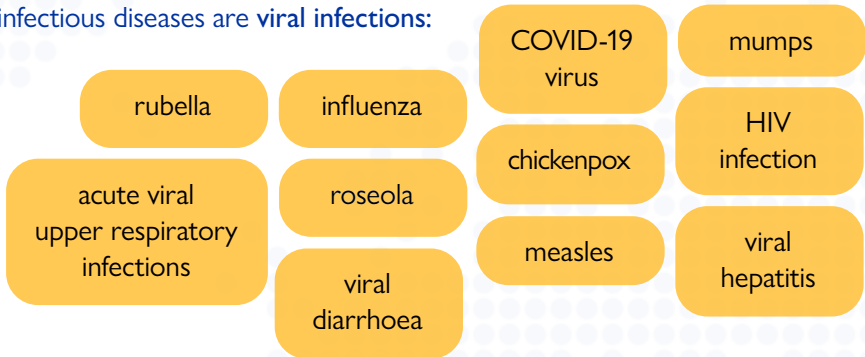 infectious diseases are viral infections:
rubella
acute viral
upper respiratory
infections
influenza
roseola
viral
diarrhoea
COVID-19
virus
chickenpox
measles
mumps
HIV
infection
viral
hepatitis